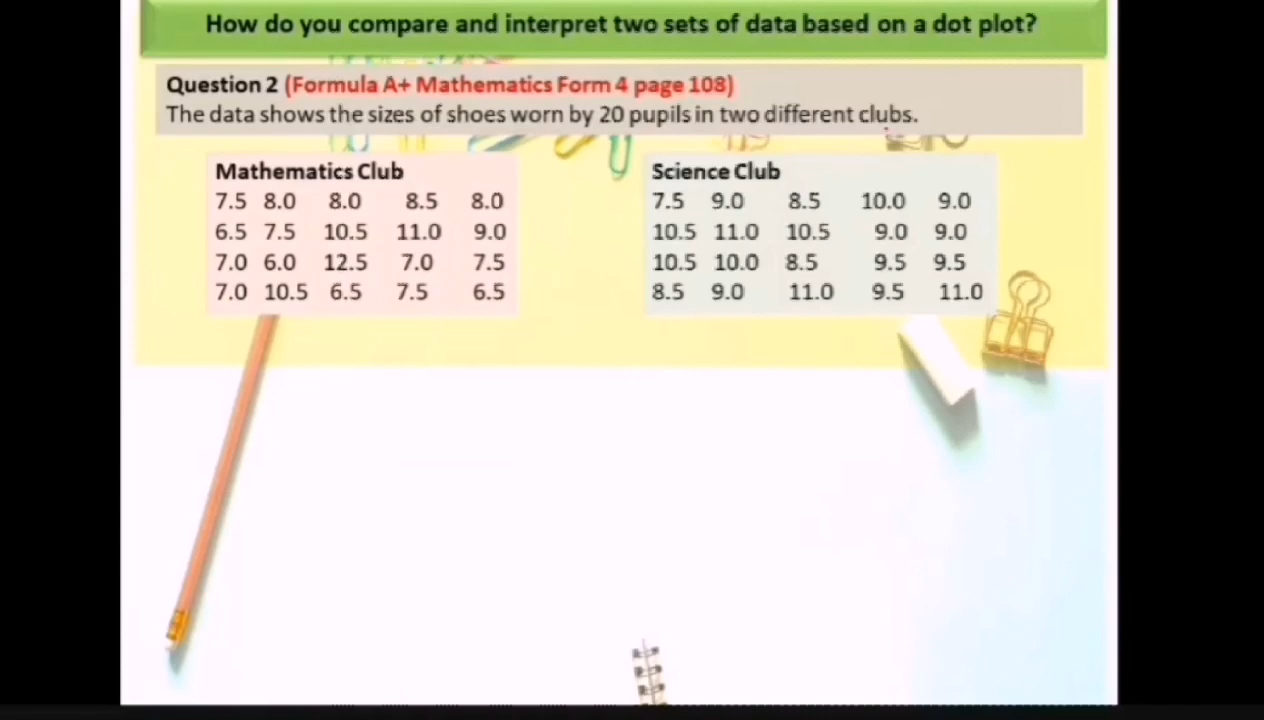 How do you compare and interpret two sets of data based on a dot plot?
Question 2 (Formula A+ Mathematics Form 4 page 108)
The data shows the sizes of shoes worn by 20 pupils in two different clubs.
Mathematics Club
7.5 8.0 8.0 8.5 8.0
6.5 7.5 10.5 11.0 9.0
7.0 6.0 12.5 7.0 7.5
7.0 10.5 6.5 7.5 6.5
Science Club
7.5 9.0 8.5 10.0 9.0
10.5 11.0 10.5 9.0 9.0
10.5 10.0 8.5 9.5 9.5
8.5 9.0 11.0 9.5 11.0